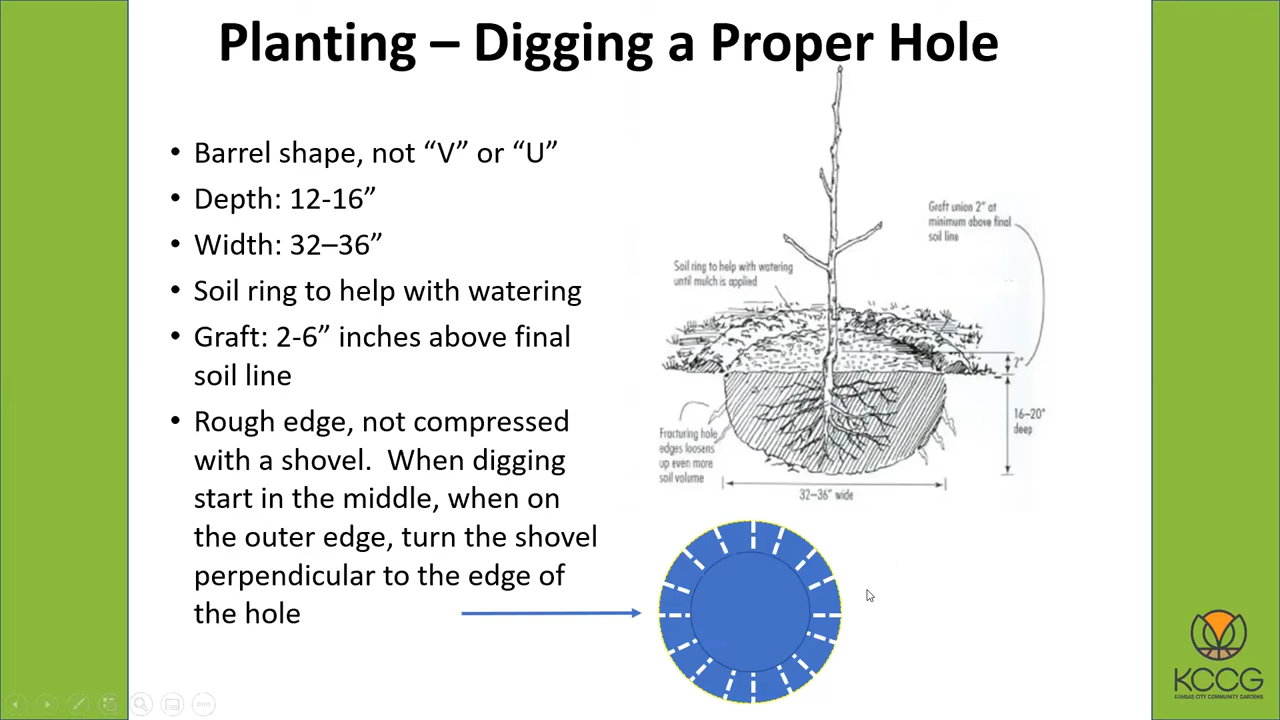 Planting – Digging a Proper Hole
• Barrel shape, not “V” or “U”
• Depth: 12-16”
• Width: 32–36”
• Soil ring to help with watering
• Graft: 2-6” inches above final
soil line
• Rough edge, not compressed
with a shovel.  When digging
start in the middle, when on
the outer edge, turn the shovel
perpendicular to the edge of
the hole
Graft union 2" at
minimum above final
soil line
Soil ring to help with watering
until mulch is applied
2"
16–20"
deep
Fracturing hole
edges loosens
up even more
soil volume
32–36" wide
KCCG
KANSAS CITY COMMUNITY GARDENS